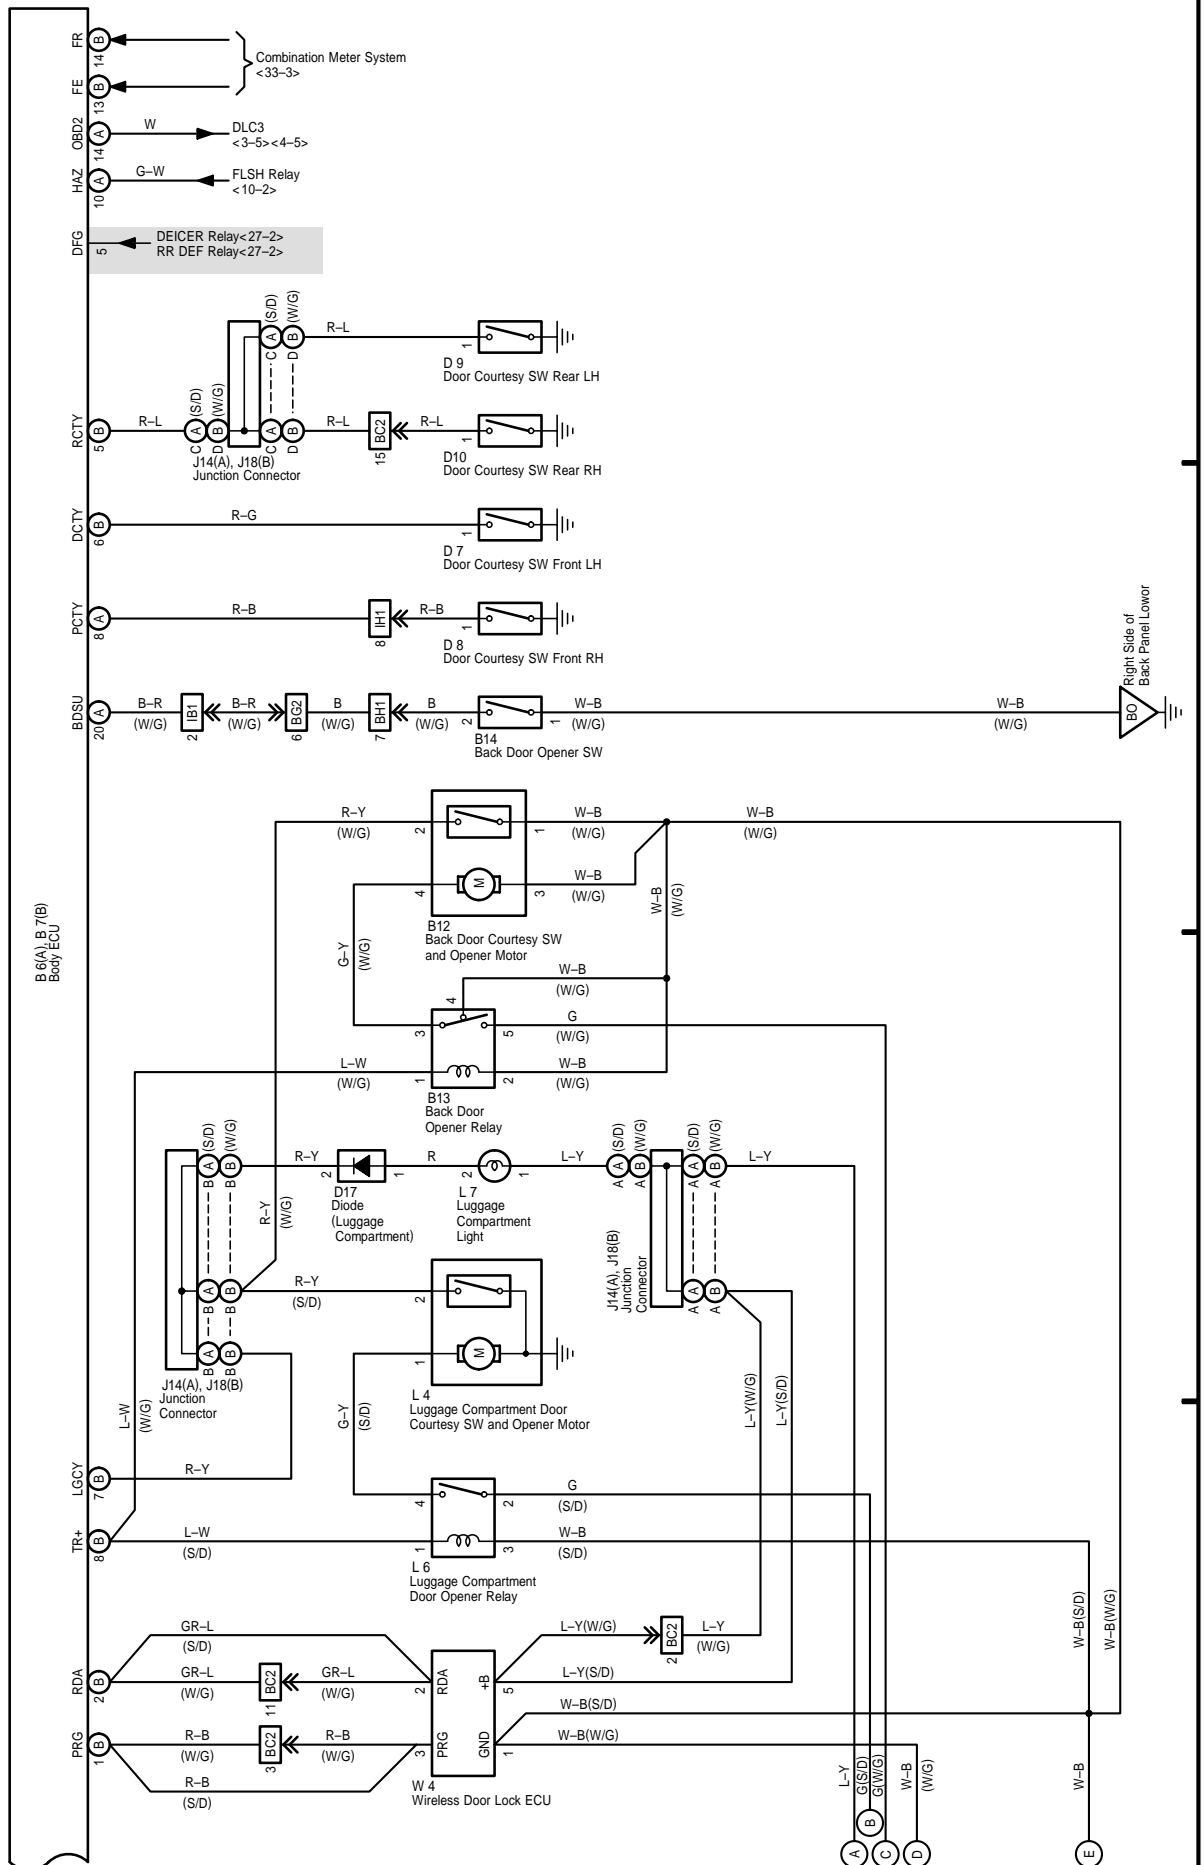 FR
B
14
Combination Meter System
<33–3>
FE
B
13
OBD2
A
14
W
DLC3
<3–5><4–5>
HAZ
A
10
G–W
FLSH Relay
<10–2>
DFG
5
DEICER Relay<27–2>
RR DEF Relay<27–2>
A (S/D)
B (W/G)
C
D
R–L
1
D 9
Door Courtesy SW Rear LH
RCTY
B
5
R–L
A (S/D)
B (W/G)
C
D
A
B
C
D
R–L
BC2
15
R–L
1
D10
Door Courtesy SW Rear RH
J14(A), J18(B)
Junction Connector
DCTY
B
6
R–G
1
D 7
Door Courtesy SW Front LH
PCTY
A
8
R–B
IH1
8
R–B
1
D 8
Door Courtesy SW Front RH
BDSU
A
20
B–R
(W/G)
IB1
2
B–R
(W/G)
BG2
6
B
(W/G)
BH1
7
B
(W/G)
2
1
B14
Back Door Opener SW
W–B
(W/G)
W–B
(W/G)
BO
Right Side of
Back Panel Lowor
B 6(A), B 7(B)
Body ECU
R–Y
(W/G)
2
1
W–B
(W/G)
W–B
(W/G)
4
M
3
W–B
(W/G)
W–B
(W/G)
B12
Back Door Courtesy SW
and Opener Motor
G–Y
(W/G)
4
W–B
(W/G)
3
5
G
(W/G)
L–W
(W/G)
1
2
W–B
(W/G)
B13
Back Door
Opener Relay
A (S/D)
B (W/G)
B
B
R–Y
2
1
D17
Diode
(Luggage
Compartment)
R
2
1
L 7
Luggage
Compartment
Light
L–Y
A (S/D)
B (W/G)
A
A
A (S/D)
B (W/G)
A
A
L–Y
R–Y
(W/G)
A
B
B
B
R–Y
(S/D)
2
M
1
L 4
Luggage Compartment Door
Courtesy SW and Opener Motor
A
B
A
A
J14(A), J18(B)
Junction
Connector
A
B
B
B
J14(A), J18(B)
Junction
Connector
L–W
(W/G)
G–Y
(S/D)
L–Y(W/G)
L–Y(S/D)
LGCY
B
7
R–Y
4
2
G
(S/D)
TR+
B
8
L–W
(S/D)
1
3
W–B
(S/D)
L 6
Luggage Compartment
Door Opener Relay
W–B(S/D)
W–B(W/G)
RDA
B
2
GR–L
(S/D)
GR–L
(W/G)
BC2
11
GR–L
(W/G)
2
RDA
+B
5
L–Y(W/G)
BC2
2
L–Y
(W/G)
L–Y(S/D)
PRG
B
1
R–B
(W/G)
BC2
3
R–B
(W/G)
R–B
(S/D)
3
PRG
GND
1
W–B(S/D)
W–B(W/G)
W 4
Wireless Door Lock ECU
L–Y
G(S/D)
G(W/G)
W–B
(W/G)
W–B
A
B
C
D
E